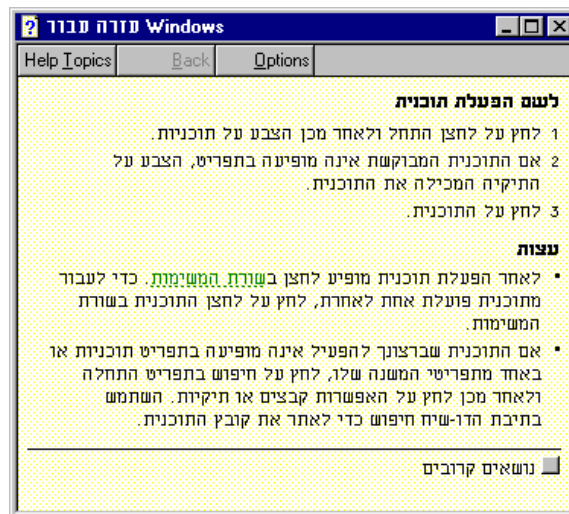 עזרה עבור Windows
Help Topics Back Options
לשם הפעלת תוכנית
1 לחץ על לחצן התחל ולאחר מכן הצבע על תוכניות.
2 אם התוכנית המבוקשת אינה מופיעה בתפריט, הצבע על
התיקיה המכילה את התוכנית.
3 לחץ על התוכנית.
עצות
▪ לאחר הפעלת תוכנית מופיע לחצן בשורת המשימות. כדי לעבור
מתוכנית פועלת אחת לאחרת, לחץ על לחצן התוכנית בשורת
המשימות.
▪ אם התוכנית שברצונך להפעיל אינה מופיעה בתפריט תוכניות או
באחד מתפריטי המשנה שלו, לחץ על חיפוש בתפריט התחלה
ולאחר מכן לחץ על האפשרות קבצים או תיקיות. השתמש
בתיבת הדו-שיח חיפוש כדי לאתר את קובץ התוכנית.
נושאים קרובים